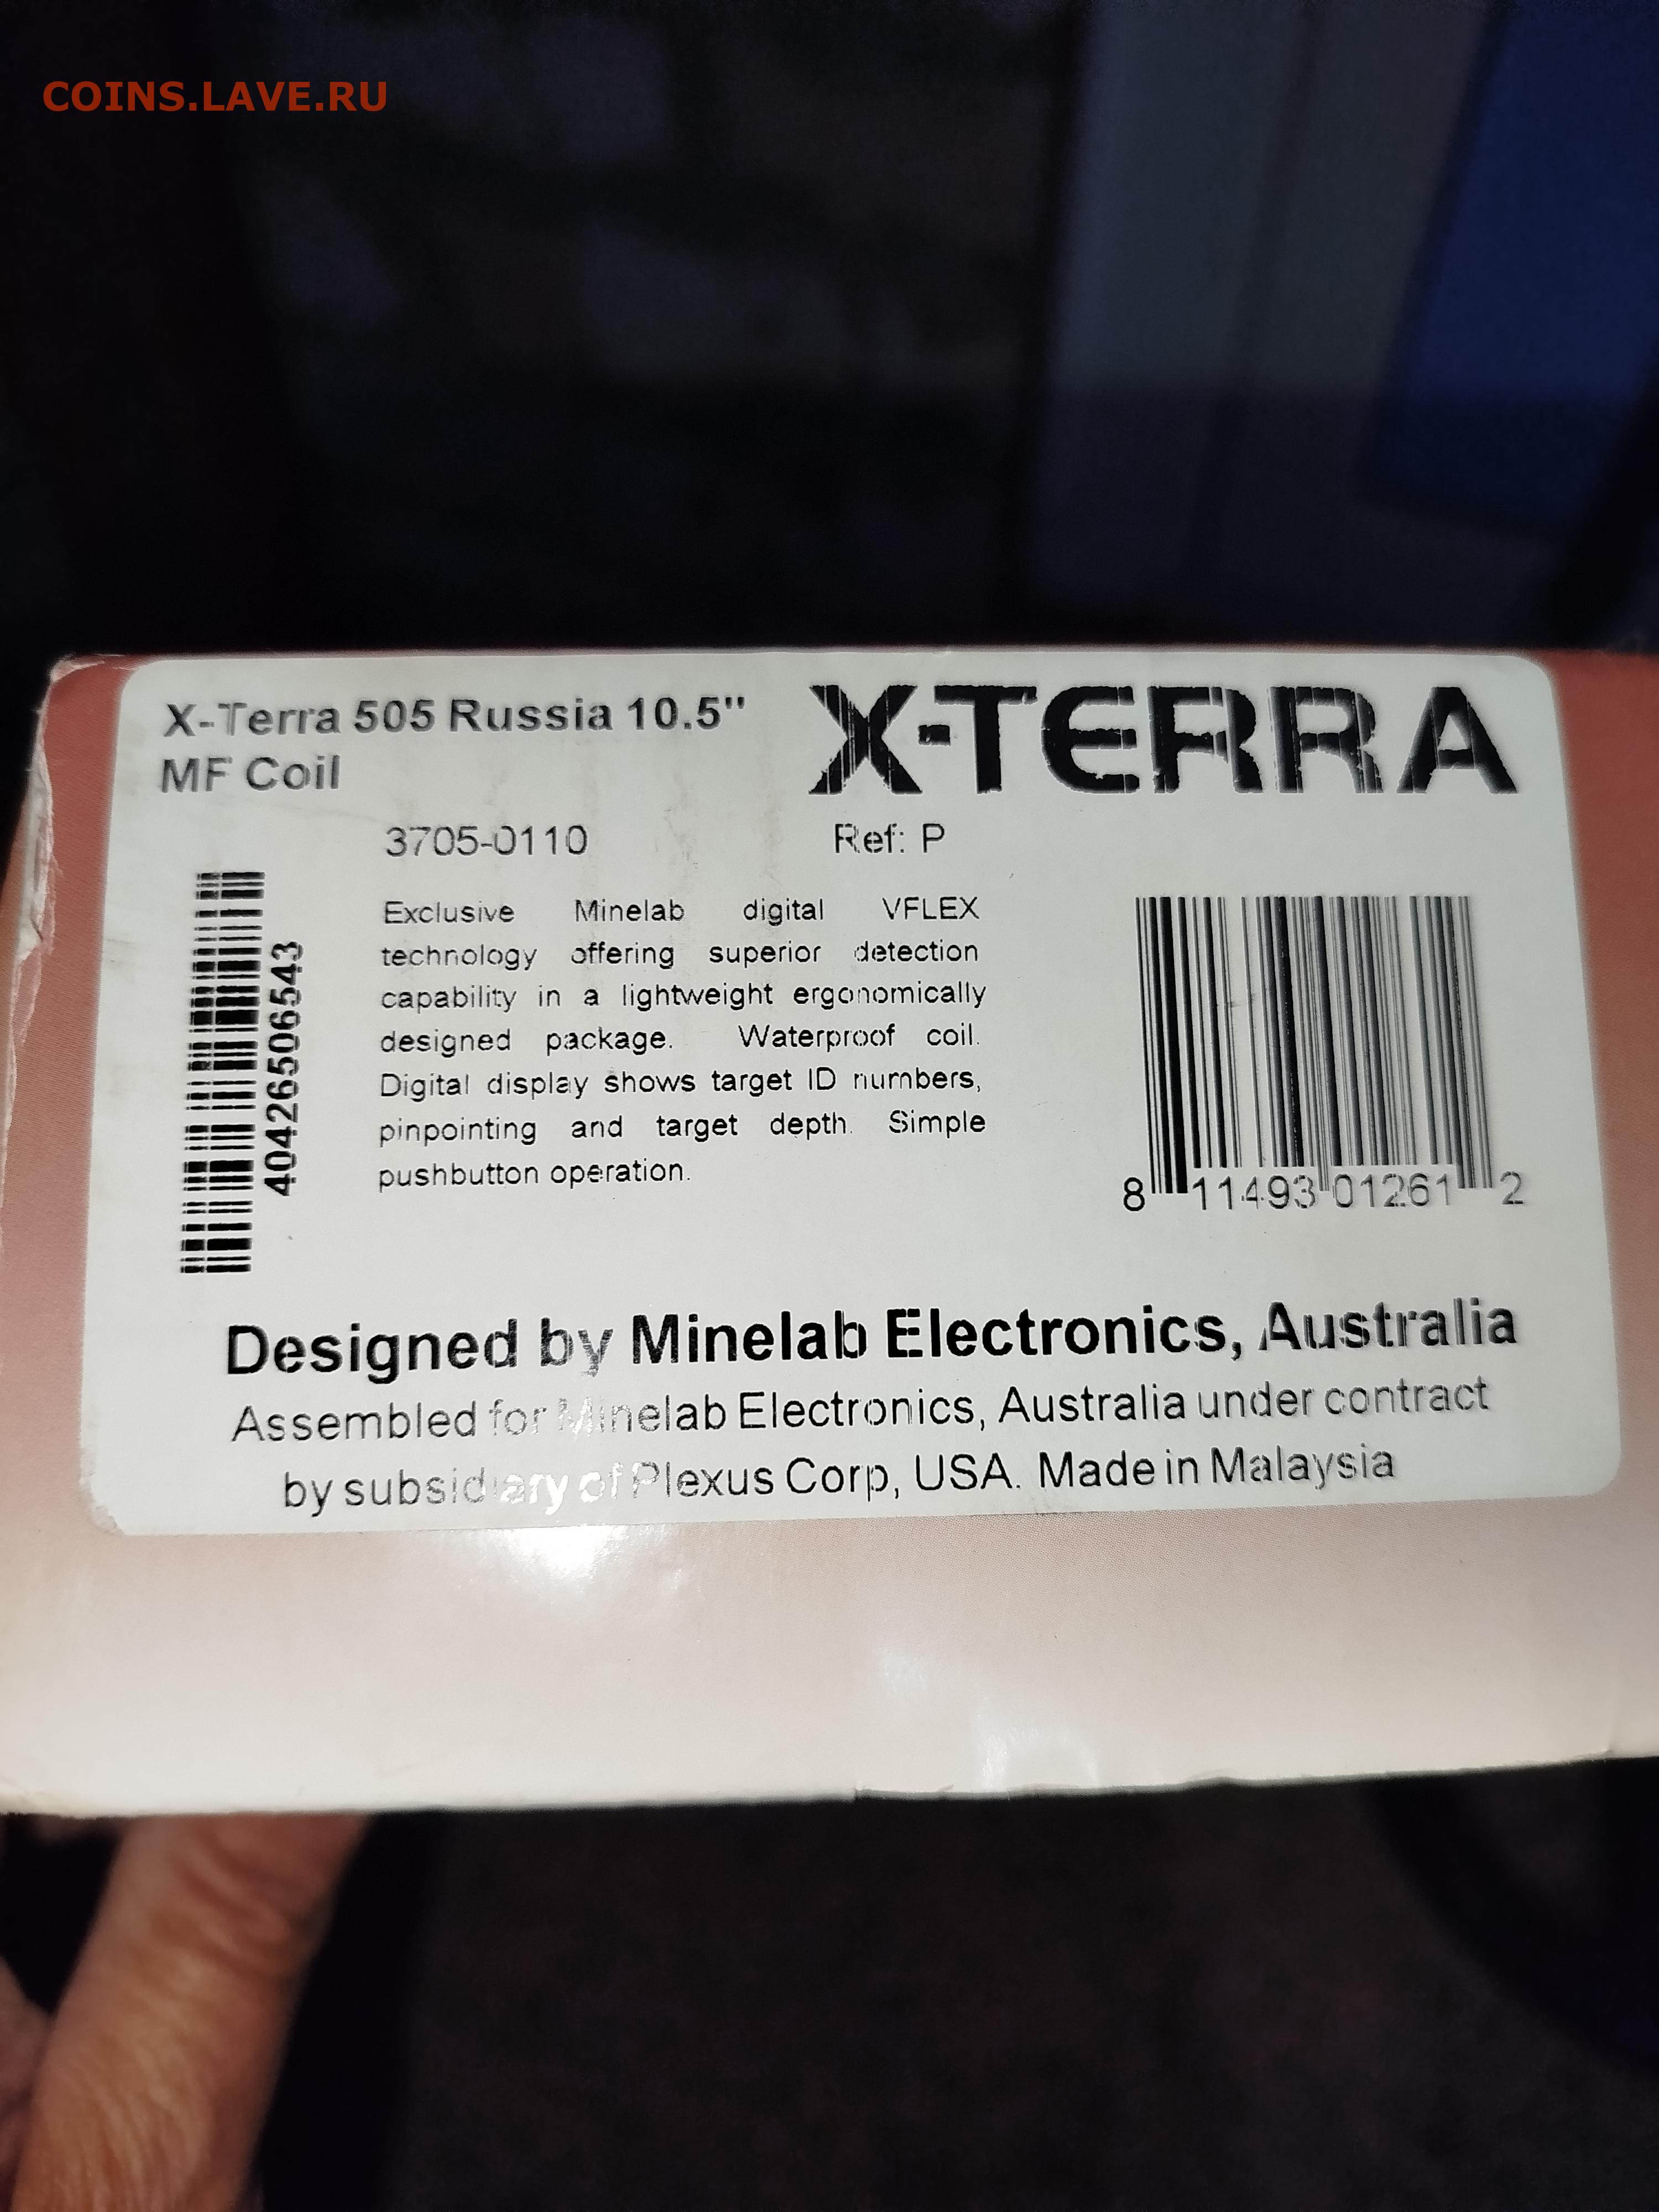 COINS.LAVE.RU
X-Terra 505 Russia 10.5"
MF Coil
X-TERRA
3705-0110
Ref: P
404265506543
Exclusive Minelab digital VFLEX
technology offering superior detection
capability in a lightweight ergonomically
designed package. Waterproof coil.
Digital display shows target ID numbers,
pinpointing and target depth. Simple
pushbutton operation.
8 11493 01261 2
Designed by Minelab Electronics, Australia
Assembled for Minelab Electronics, Australia under contract
by subsidiary of Plexus Corp, USA. Made in Malaysia